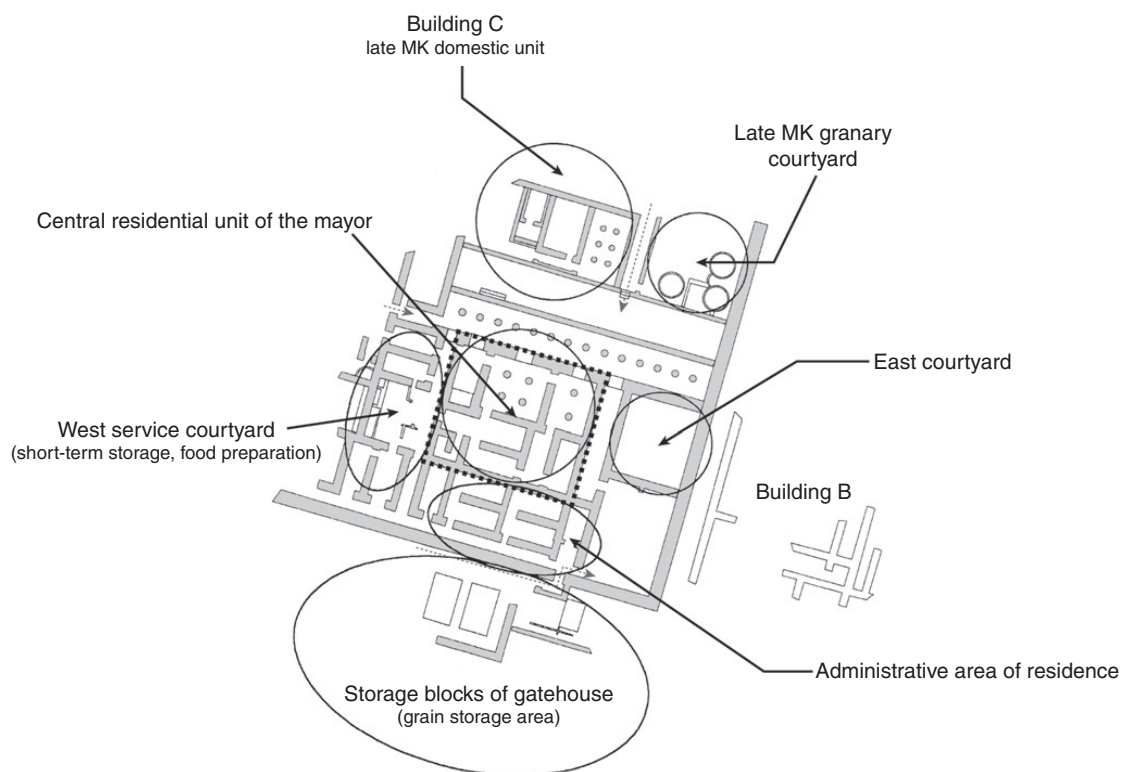 Building C
late MK domestic unit
Late MK granary
courtyard
Central residential unit of the mayor
East courtyard
West service courtyard
(short-term storage, food preparation)
Building B
Administrative area of residence
Storage blocks of gatehouse
(grain storage area)